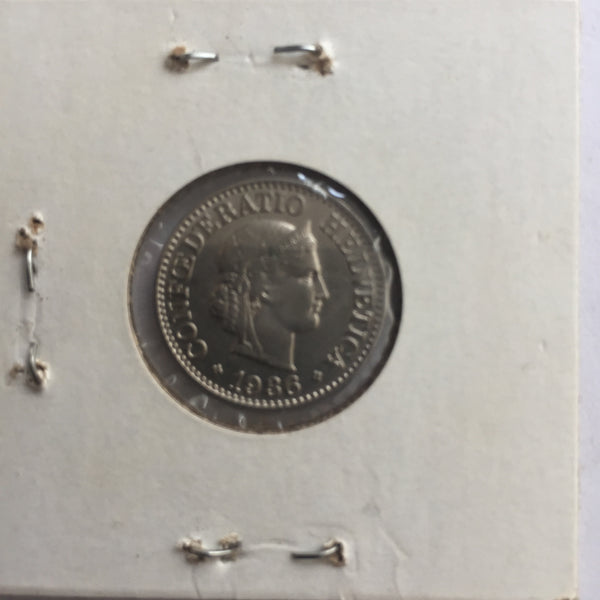 CONFŒDERATIO HELVETICA
1986